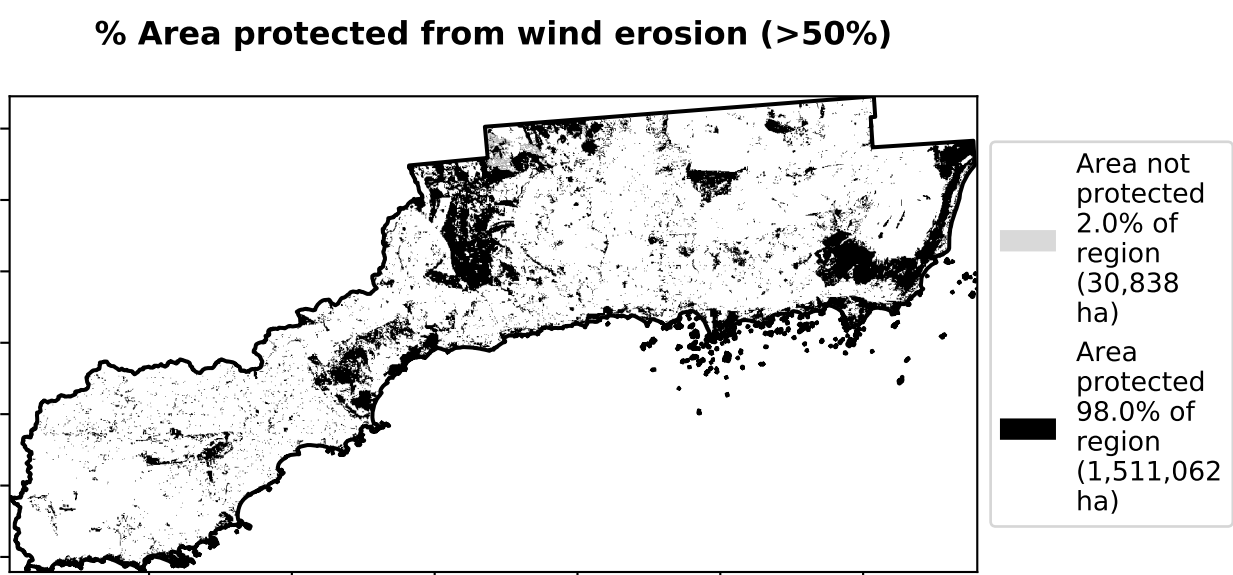 % Area protected from wind erosion (>50%)
Area not
protected
2.0% of
region
(30,838
ha)
Area
protected
98.0% of
region
(1,511,062
ha)